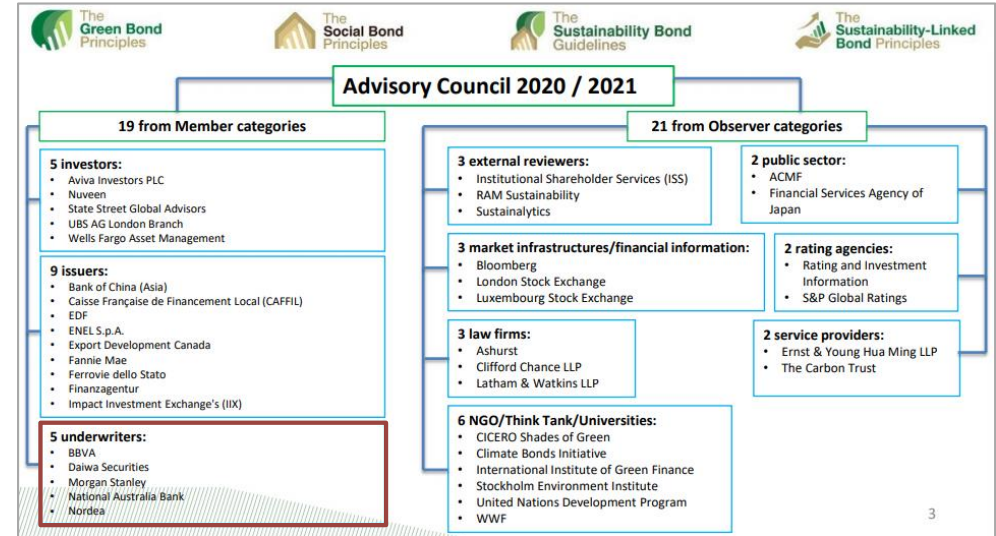 The
Green Bond
Principles
The
Social Bond
Principles
The
Sustainability Bond
Guidelines
The
Sustainability-Linked
Bond Principles
Advisory Council 2020 / 2021
19 from Member categories
5 investors:
• Aviva Investors PLC
• Nuveen
• State Street Global Advisors
• UBS AG London Branch
• Wells Fargo Asset Management
9 issuers:
• Bank of China (Asia)
• Caisse Française de Financement Local (CAFFIL)
• EDF
• ENEL S.p.A.
• Export Development Canada
• Fannie Mae
• Ferrovie dello Stato
• Finanzagentur
• Impact Investment Exchange's (IIX)
5 underwriters:
• BBVA
• Daiwa Securities
• Morgan Stanley
• National Australia Bank
• Nordea
21 from Observer categories
3 external reviewers:
• Institutional Shareholder Services (ISS)
• RAM Sustainability
• Sustainalytics
3 market infrastructures/financial information:
• Bloomberg
• London Stock Exchange
• Luxembourg Stock Exchange
3 law firms:
• Ashurst
• Clifford Chance LLP
• Latham & Watkins LLP
6 NGO/Think Tank/Universities:
• CICERO Shades of Green
• Climate Bonds Initiative
• International Institute of Green Finance
• Stockholm Environment Institute
• United Nations Development Program
• WWF
2 public sector:
• ACMF
• Financial Services Agency of
Japan
2 rating agencies:
• Rating and Investment
Information
• S&P Global Ratings
2 service providers:
• Ernst & Young Hua Ming LLP
• The Carbon Trust
3